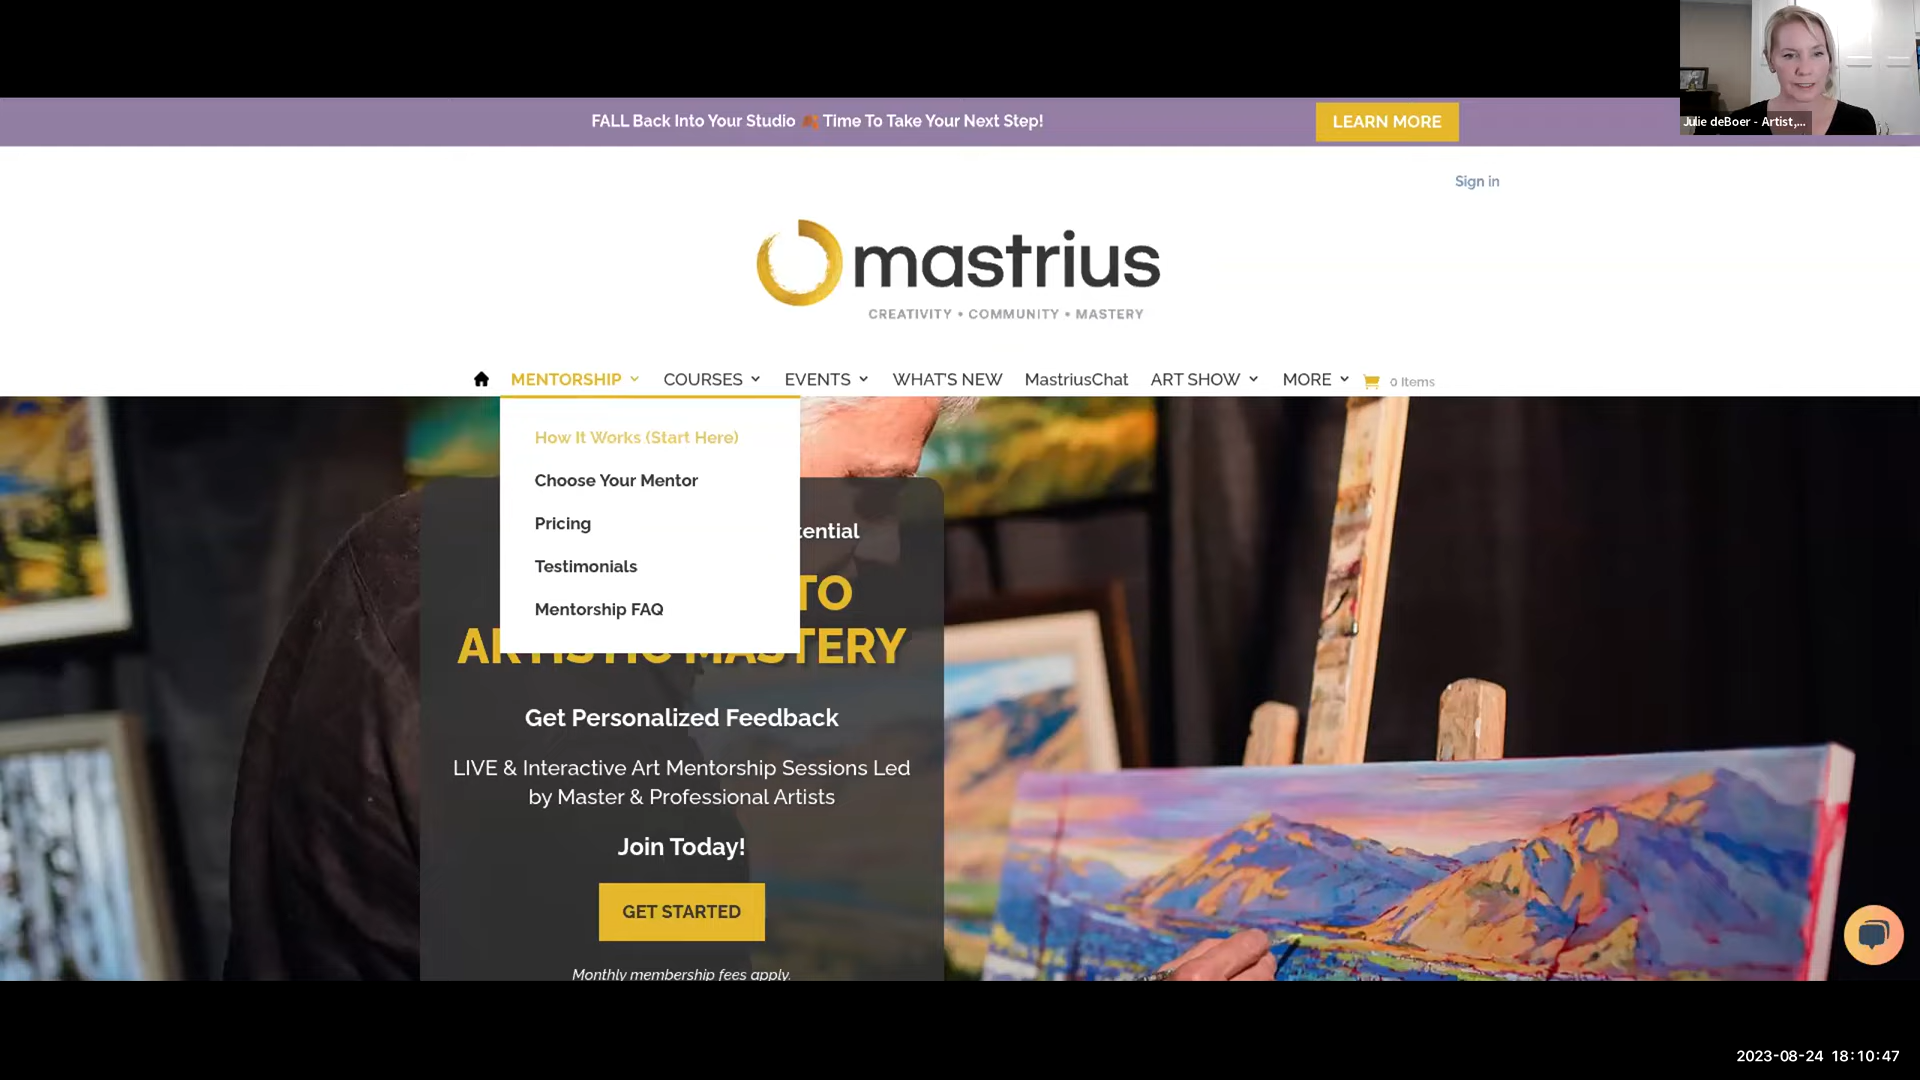 FALL Back Into Your Studio 🍂 Time To Take Your Next Step!
LEARN MORE
Julie deBoer - Artist,...
Sign in
mastrius
CREATIVITY • COMMUNITY • MASTERY
MENTORSHIP
COURSES
EVENTS
WHAT'S NEW
MastriusChat
ART SHOW
MORE
0 Items
How It Works (Start Here)
Choose Your Mentor
Pricing
Testimonials
Mentorship FAQ
TO
ARTISTIC MASTERY
Get Personalized Feedback
LIVE & Interactive Art Mentorship Sessions Led
by Master & Professional Artists
Join Today!
GET STARTED
Monthly membership fees apply.
2023-08-24 18:10:47